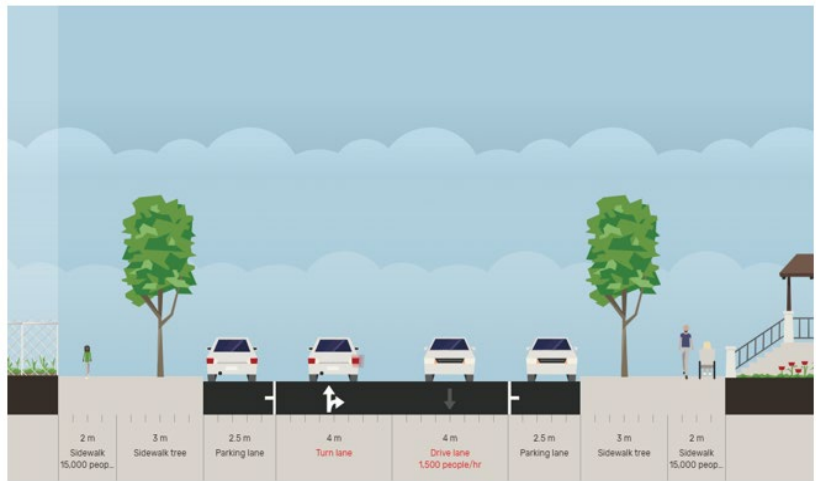 2 m
Sidewalk
15,000 peop...
3 m
Sidewalk tree
2.5 m
Parking lane
4 m
Turn lane
4 m
Drive lane
1,500 people/hr
2.5 m
Parking lane
3 m
Sidewalk tree
2 m
Sidewalk
15,000 peop...